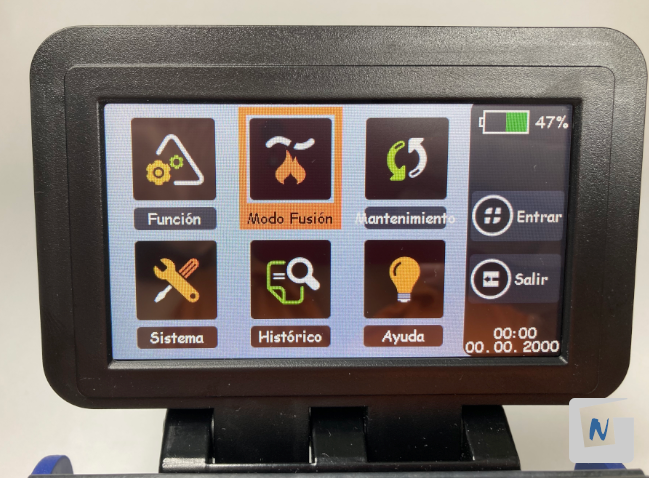 47%
Función
Modo Fusión
Mantenimiento
Entrar
Sistema
Histórico
Ayuda
Salir
00:00
00.00.2000
N